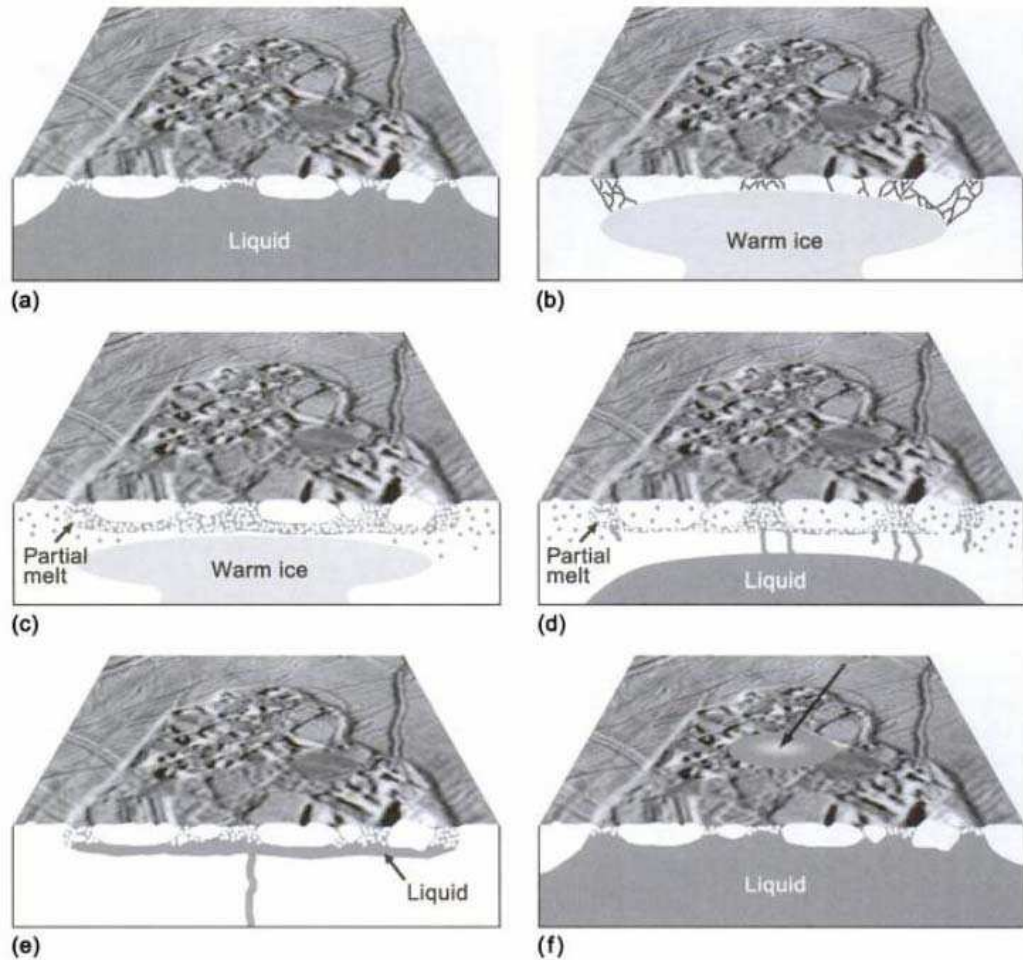 Liquid
(a)
Warm ice
(b)
Partial
melt
Warm ice
(c)
Partial
melt
Liquid
(d)
Liquid
(e)
Liquid
(f)